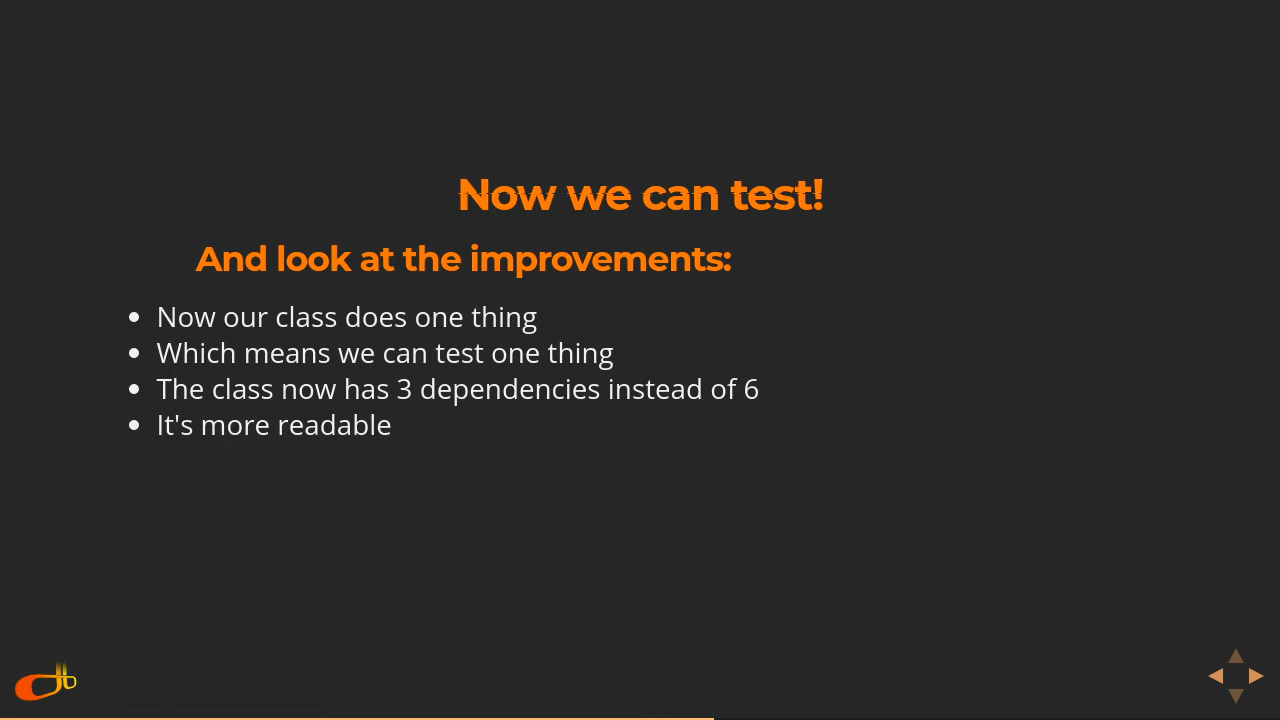 Now we can test!
And look at the improvements:
Now our class does one thing
Which means we can test one thing
The class now has 3 dependencies instead of 6
It's more readable